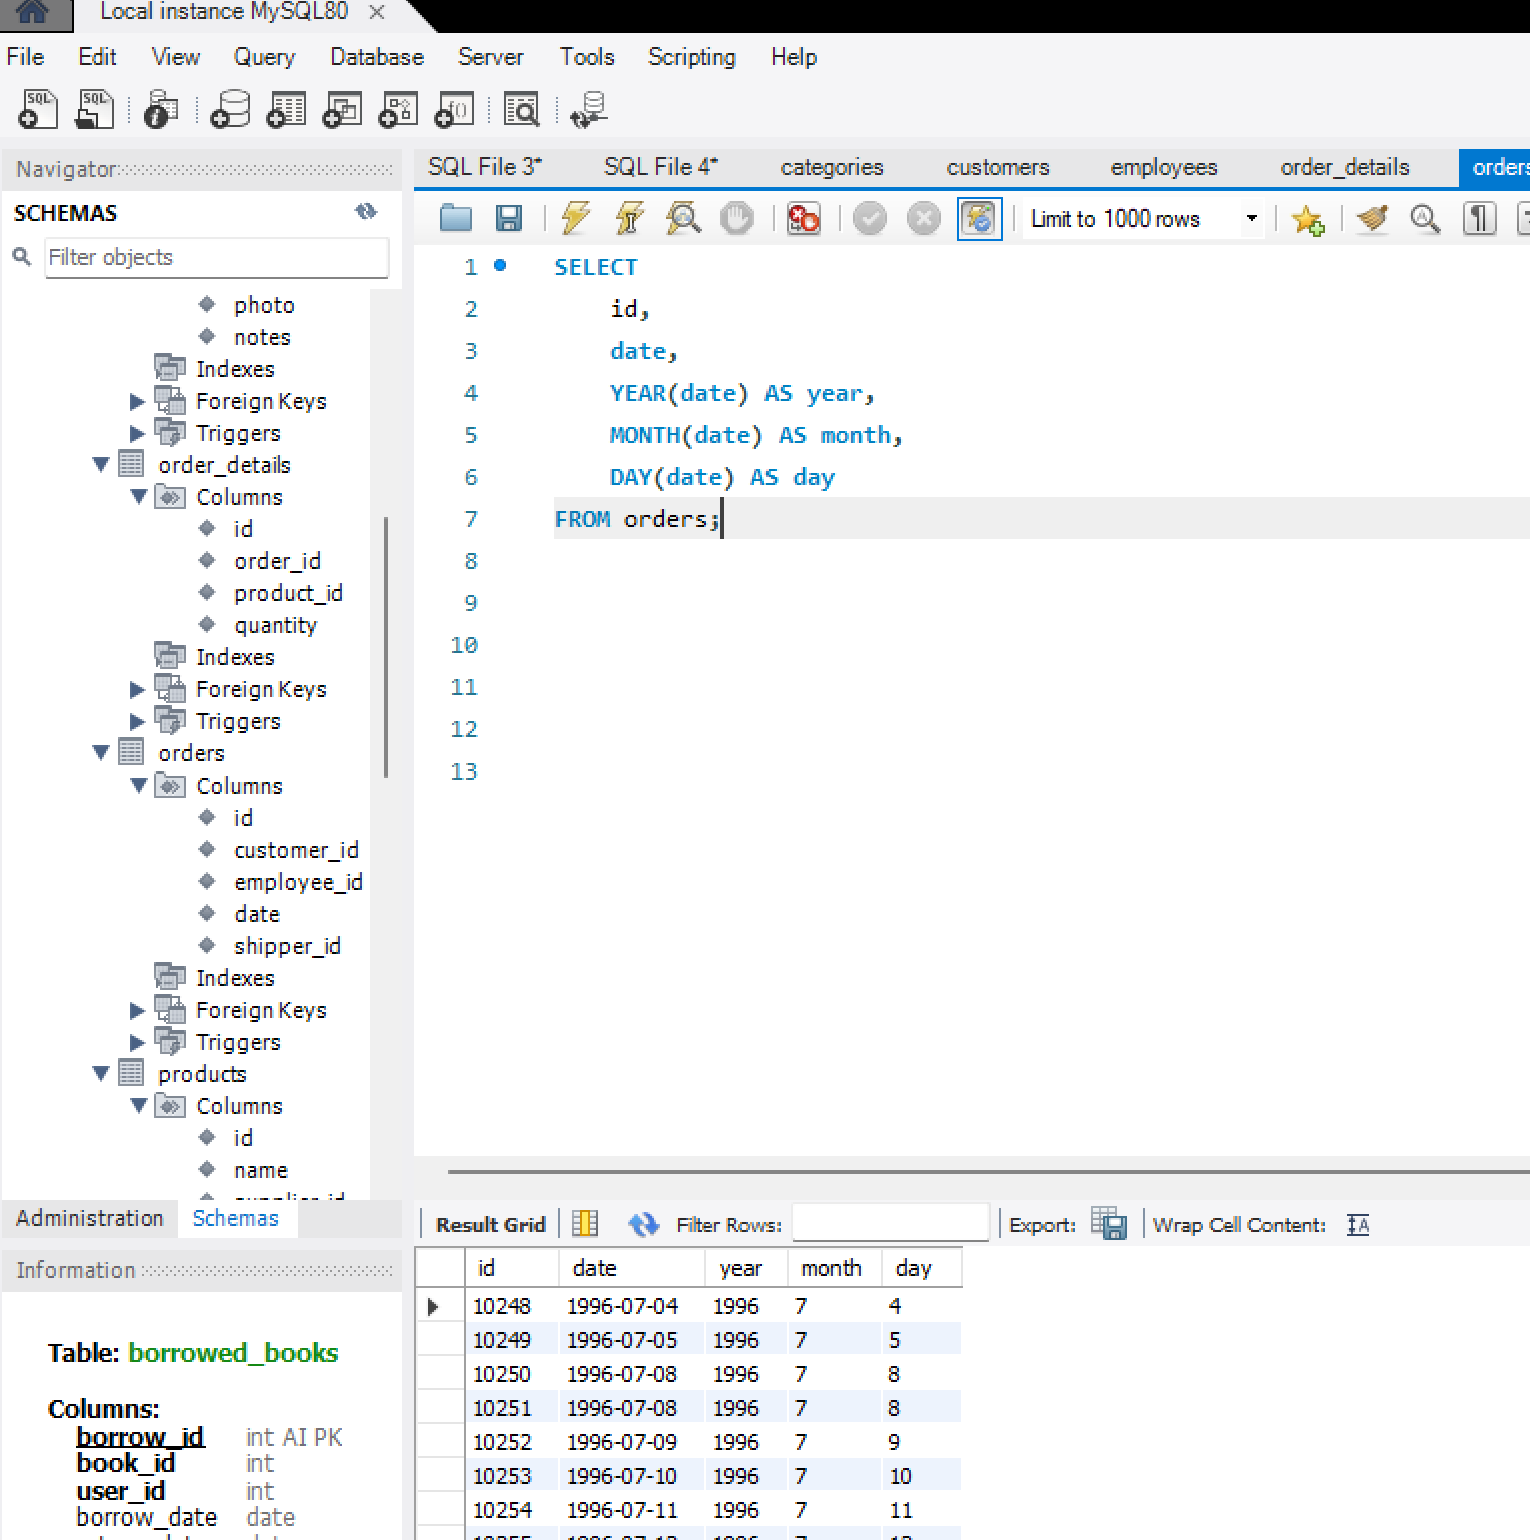 Local instance MySQL80
File Edit View Query Database Server Tools Scripting Help
Navigator
SCHEMAS
Filter objects
photo
notes
Indexes
Foreign Keys
Triggers
order_details
Columns
id
order_id
product_id
quantity
Indexes
Foreign Keys
Triggers
orders
Columns
id
customer_id
employee_id
date
shipper_id
Indexes
Foreign Keys
Triggers
products
Columns
id
name
Administration Schemas
Information
Table: borrowed_books
Columns:
borrow_id int AI PK
book_id int
user_id int
borrow_date date
SQL File 3* SQL File 4* categories customers employees order_details orders
Limit to 1000 rows
1 SELECT
2 id,
3 date,
4 YEAR(date) AS year,
5 MONTH(date) AS month,
6 DAY(date) AS day
7 FROM orders;
8
9
10
11
12
13
Result Grid Filter Rows: Export: Wrap Cell Content:
id date year month day
10248 1996-07-04 1996 7 4
10249 1996-07-05 1996 7 5
10250 1996-07-08 1996 7 8
10251 1996-07-08 1996 7 8
10252 1996-07-09 1996 7 9
10253 1996-07-10 1996 7 10
10254 1996-07-11 1996 7 11